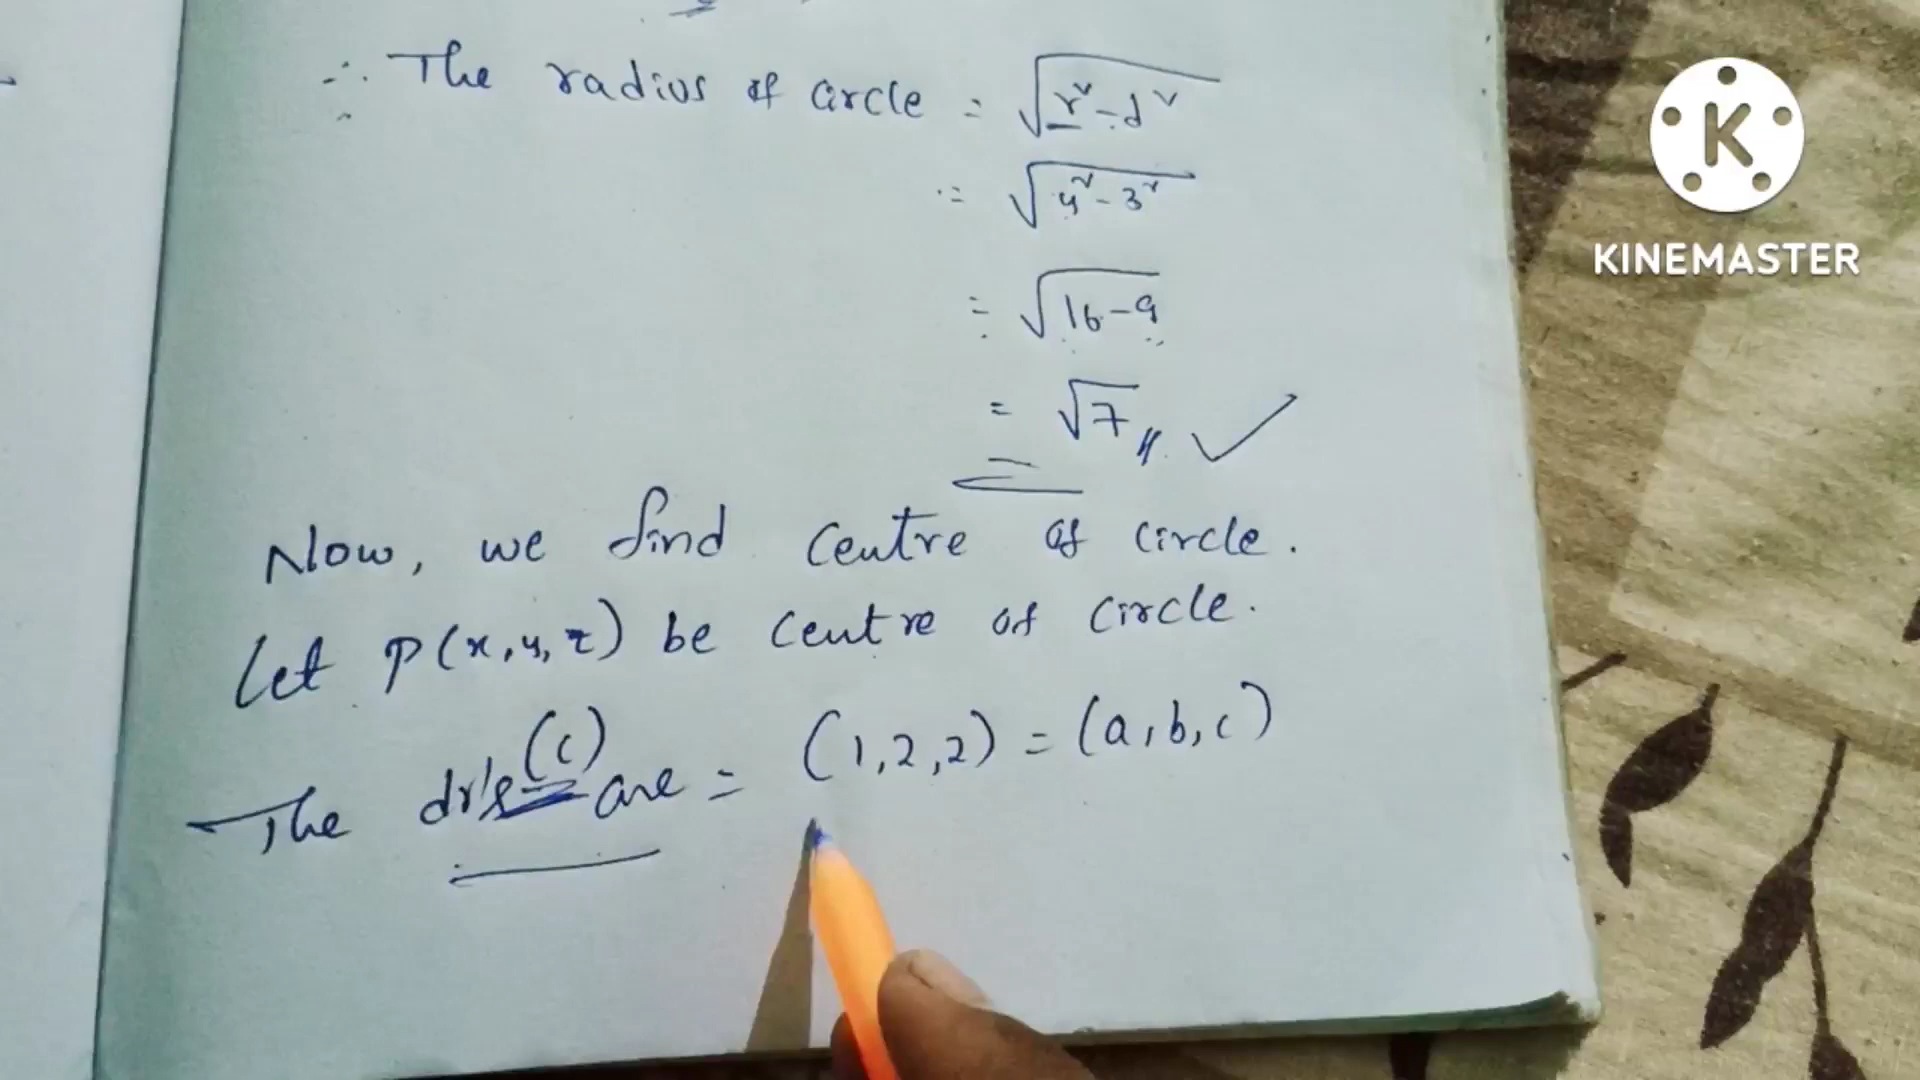 ∴ The radius of circle = √r² - d²
= √4² - 3²
= √16 - 9
= √7 //
Now, we find centre of circle.
Let P(x, y, z) be centre of circle.
(c)
The dr's are = (1, 2, 2) = (a, b, c)
K
KINEMASTER